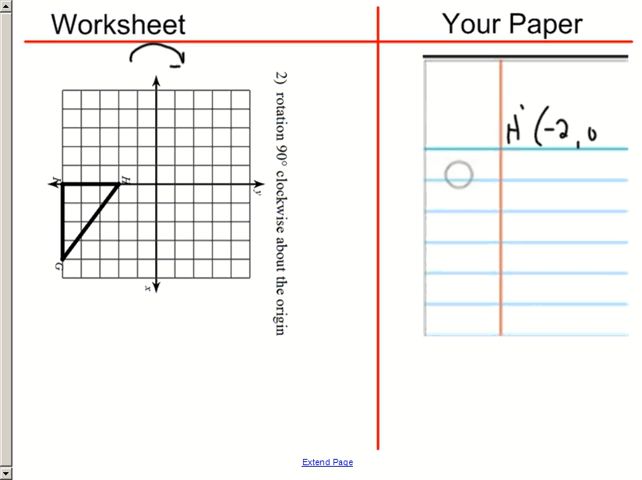 Worksheet
Your Paper
2) rotation 90° clockwise about the origin
H' (-2, 0
H
y
G
x
Extend Page